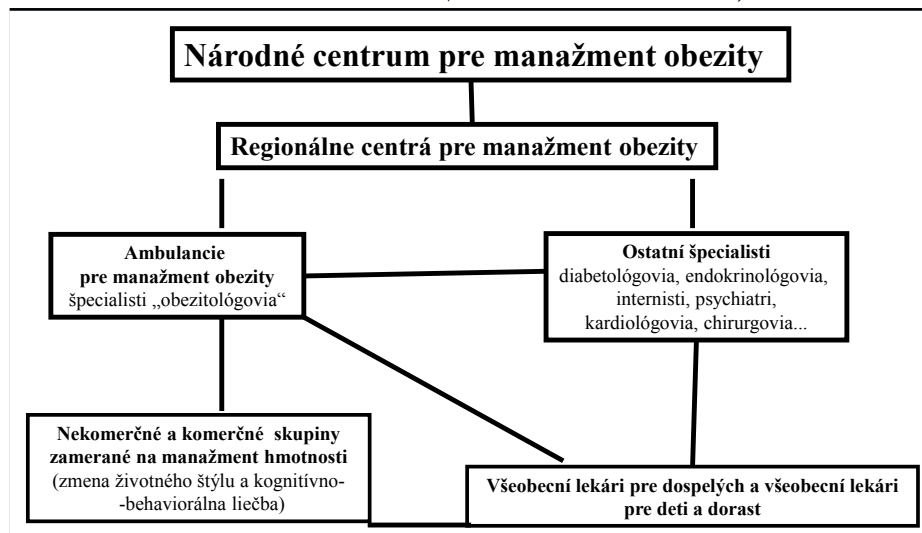 Národné centrum pre manažment obezity
Regionálne centrá pre manažment obezity
Ambulancie
pre manažment obezity
špecialisti „obezitológovia“
Ostatní špecialisti
diabetológovia, endokrinológovia,
internisti, psychiatri,
kardiológovia, chirurgovia...
Nekomerčné a komerčné skupiny
zamerané na manažment hmotnosti
(zmena životného štýlu a kognitívno-
-behaviorálna liečba)
Všeobecní lekári pre dospelých a všeobecní lekári
pre deti a dorast